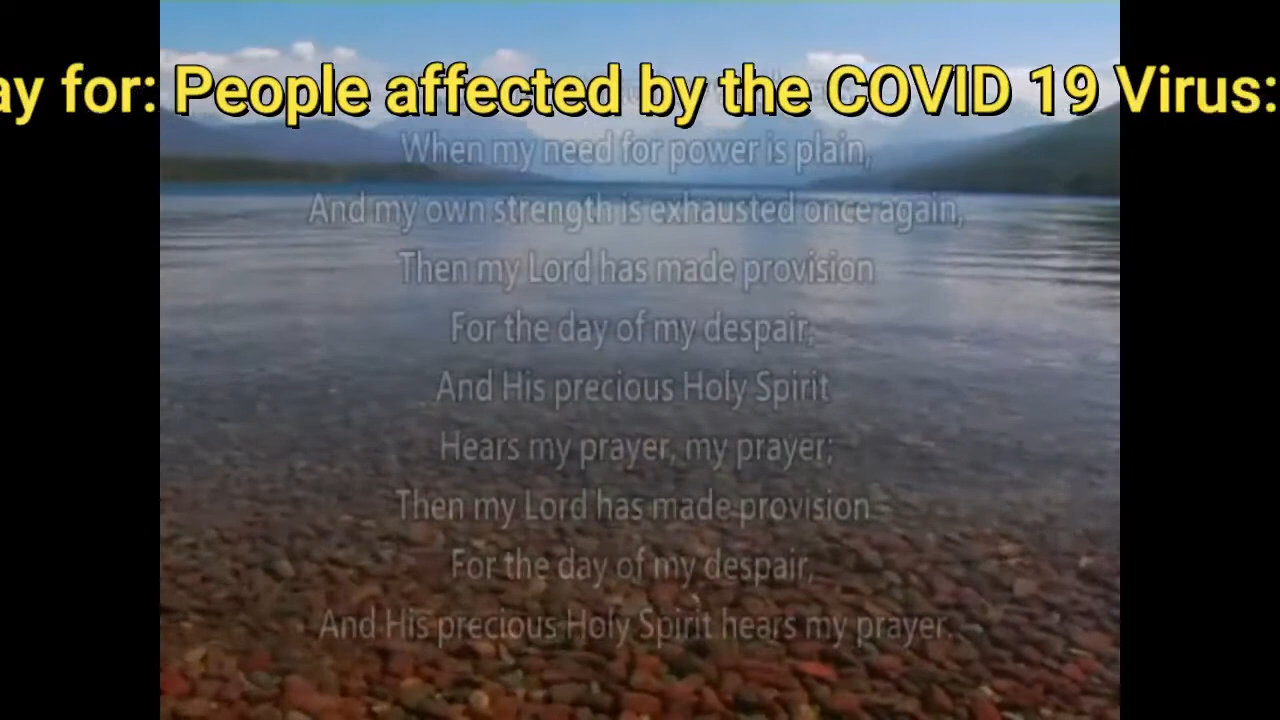 ay for: People affected by the COVID 19 Virus:
When my need for power is plain,
And my own strength is exhausted once again,
Then my Lord has made provision
For the day of my despair,
And His precious Holy Spirit
Hears my prayer, my prayer;
Then my Lord has made provision
For the day of my despair,
And His precious Holy Spirit hears my prayer.